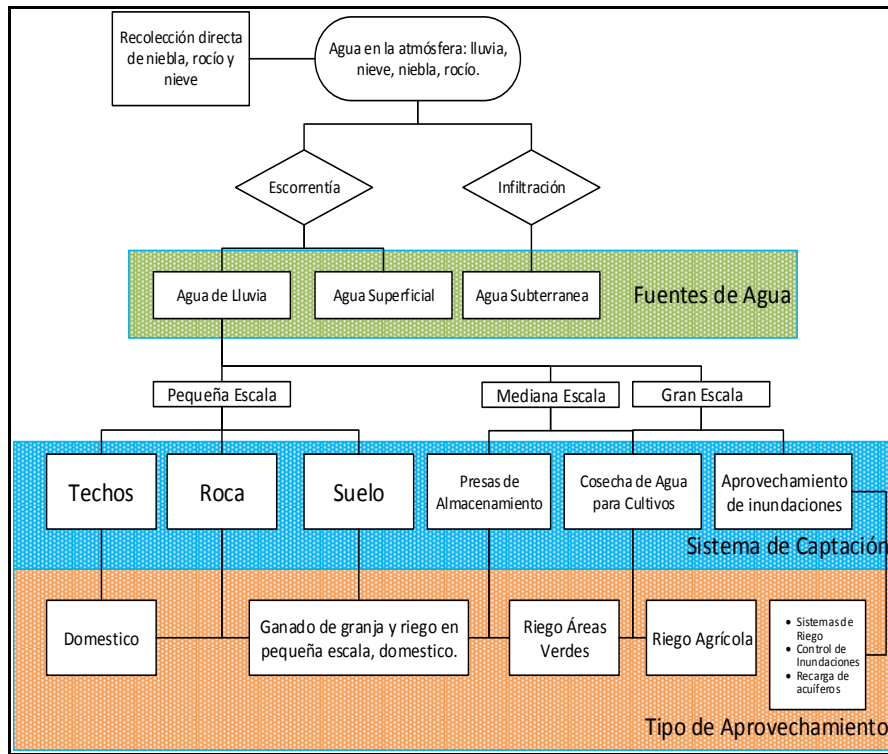 Recolección directa
de niebla, rocío y
nieve
Agua en la atmósfera: lluvia,
nieve, niebla, rocío.
Escorrentía
Infiltración
Agua de Lluvia
Agua Superficial
Agua Subterranea
Fuentes de Agua
Pequeña Escala
Mediana Escala
Gran Escala
Techos
Roca
Suelo
Presas de
Almacenamiento
Cosecha de Agua
para Cultivos
Aprovechamiento
de inundaciones
Sistema de Captación
Domestico
Ganado de granja y riego en
pequeña escala, domestico.
Riego Áreas
Verdes
Riego Agrícola
• Sistemas de
Riego
• Control de
Inundaciones
• Recarga de
acuíferos
Tipo de Aprovechamiento